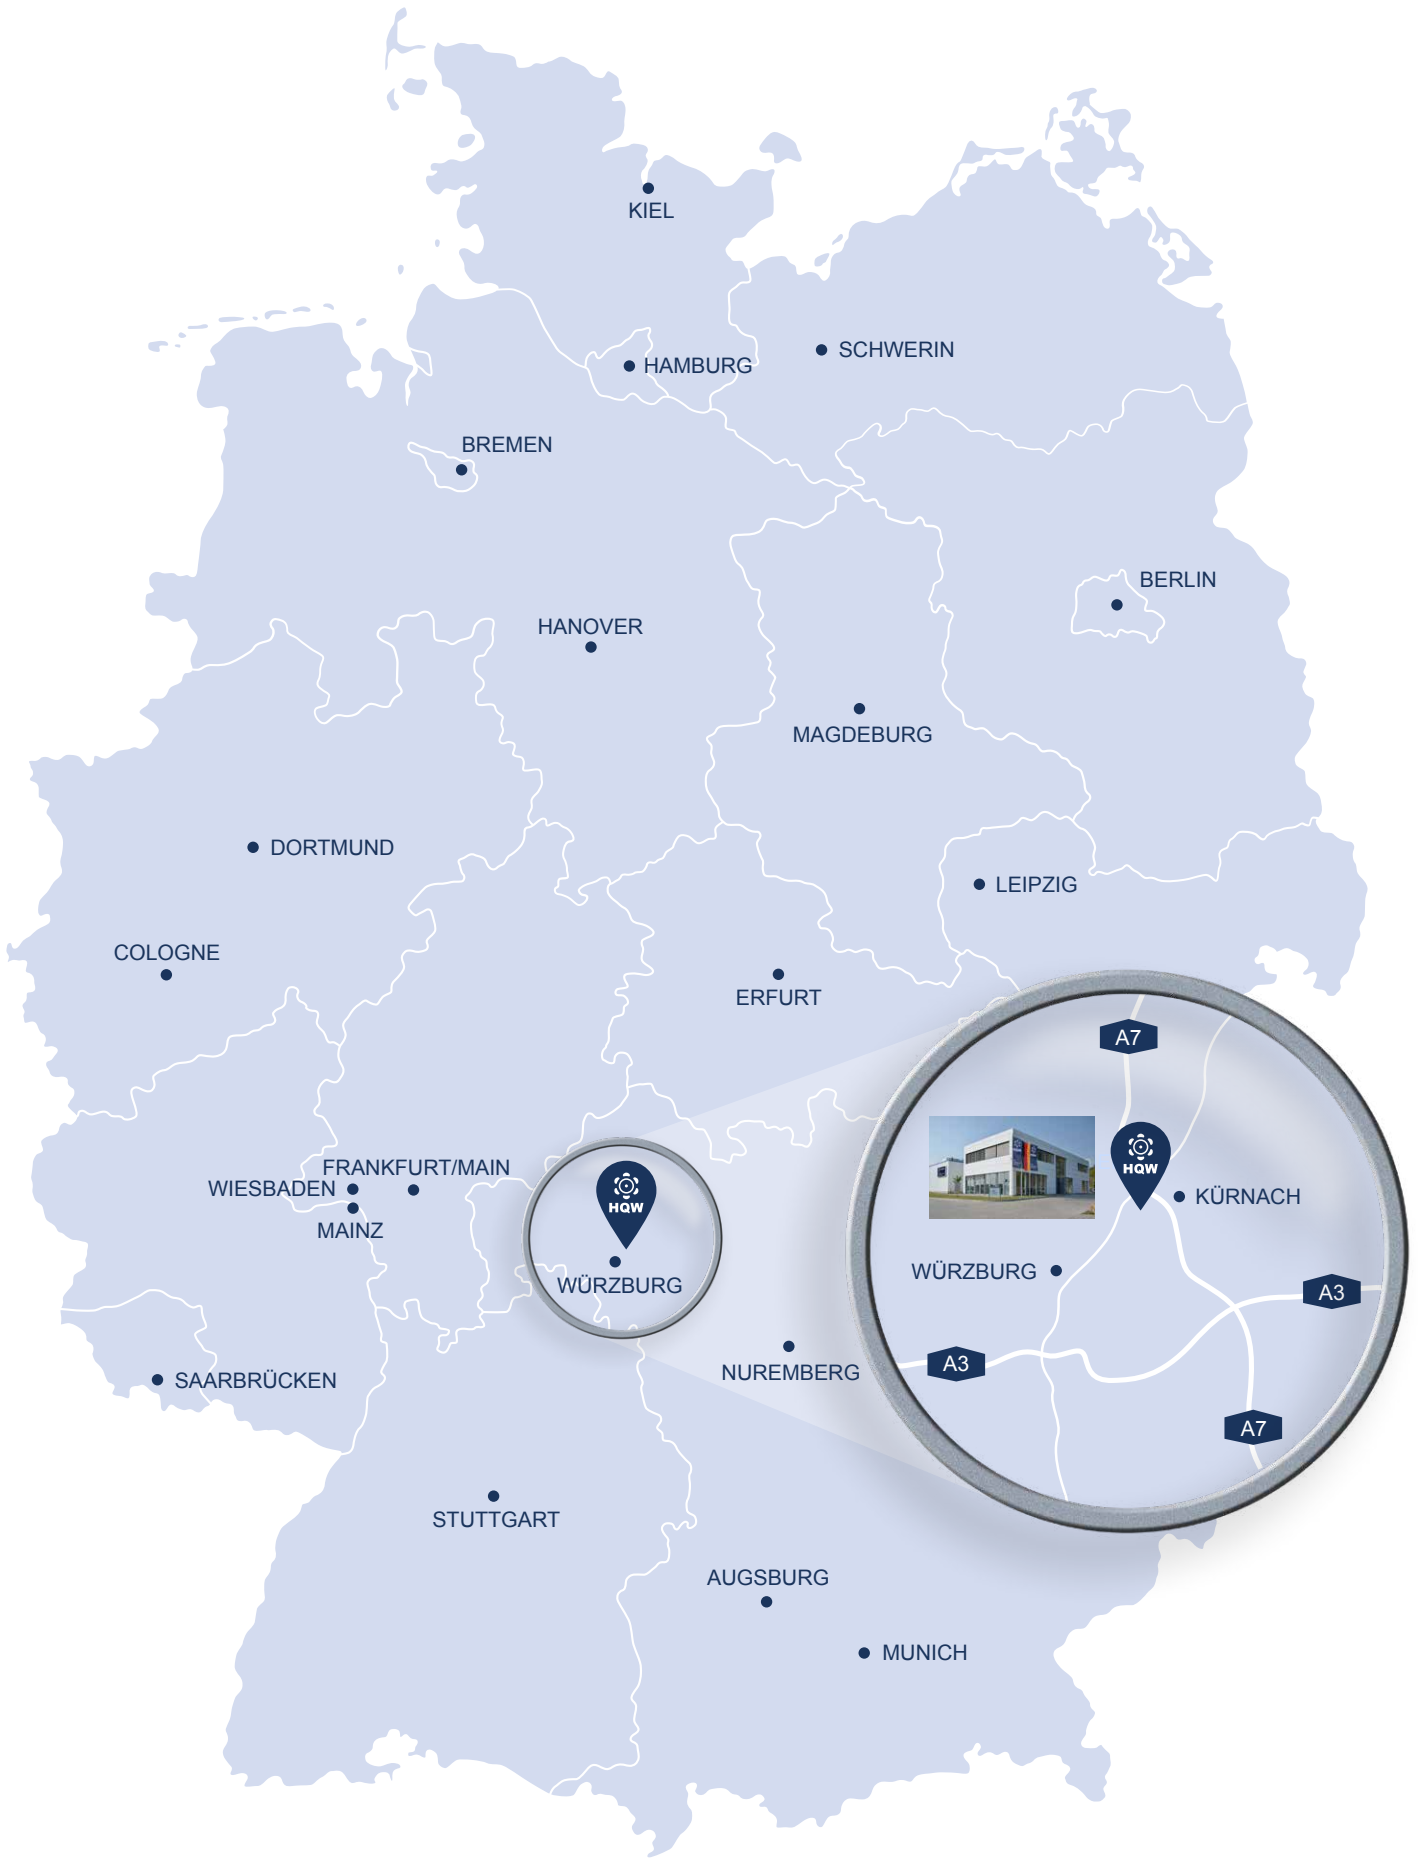 KIEL
SCHWERIN
HAMBURG
BREMEN
BERLIN
HANOVER
MAGDEBURG
DORTMUND
LEIPZIG
COLOGNE
ERFURT
A7
FRANKFURT/MAIN
WIESBADEN
MAINZ
HQW
WÜRZBURG
HQW
KÜRNACH
WÜRZBURG
A3
A3
A7
NUREMBERG
SAARBRÜCKEN
STUTTGART
AUGSBURG
MUNICH